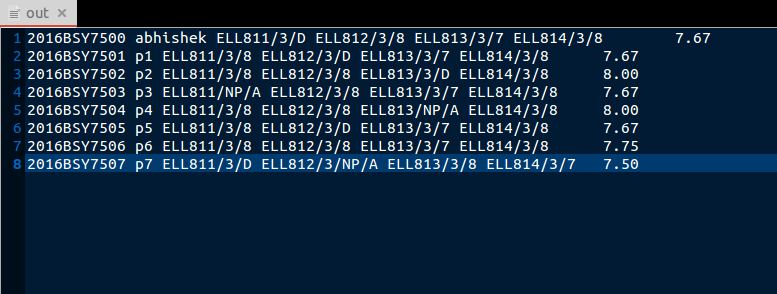 out ×
1 2016BSY7500 abhishek ELL811/3/D ELL812/3/8 ELL813/3/7 ELL814/3/8 7.67
2 2016BSY7501 p1 ELL811/3/8 ELL812/3/D ELL813/3/7 ELL814/3/8 7.67
3 2016BSY7502 p2 ELL811/3/8 ELL812/3/8 ELL813/3/D ELL814/3/8 8.00
4 2016BSY7503 p3 ELL811/NP/A ELL812/3/8 ELL813/3/7 ELL814/3/8 7.67
5 2016BSY7504 p4 ELL811/3/8 ELL812/3/8 ELL813/NP/A ELL814/3/8 8.00
6 2016BSY7505 p5 ELL811/3/8 ELL812/3/D ELL813/3/7 ELL814/3/8 7.67
7 2016BSY7506 p6 ELL811/3/8 ELL812/3/8 ELL813/3/7 ELL814/3/8 7.75
8 2016BSY7507 p7 ELL811/3/D ELL812/3/NP/A ELL813/3/8 ELL814/3/7 7.50